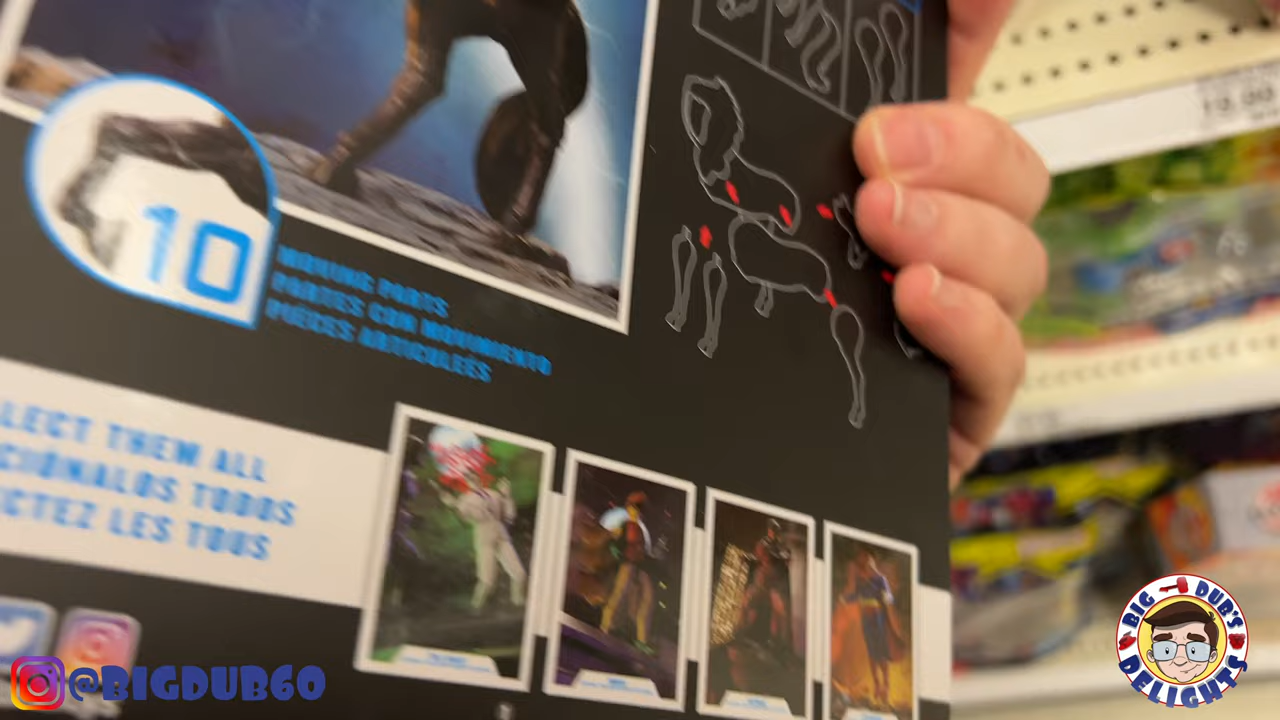 10
MOVING PARTS
PARTES CON MOVIMIENTO
PIÈCES ARTICULÉES
LLECT THEM ALL
CIÓNALOS TODOS
CTEZ LES TOUS
@BIGDUB60
BIG DUB'S
DELIGHTS